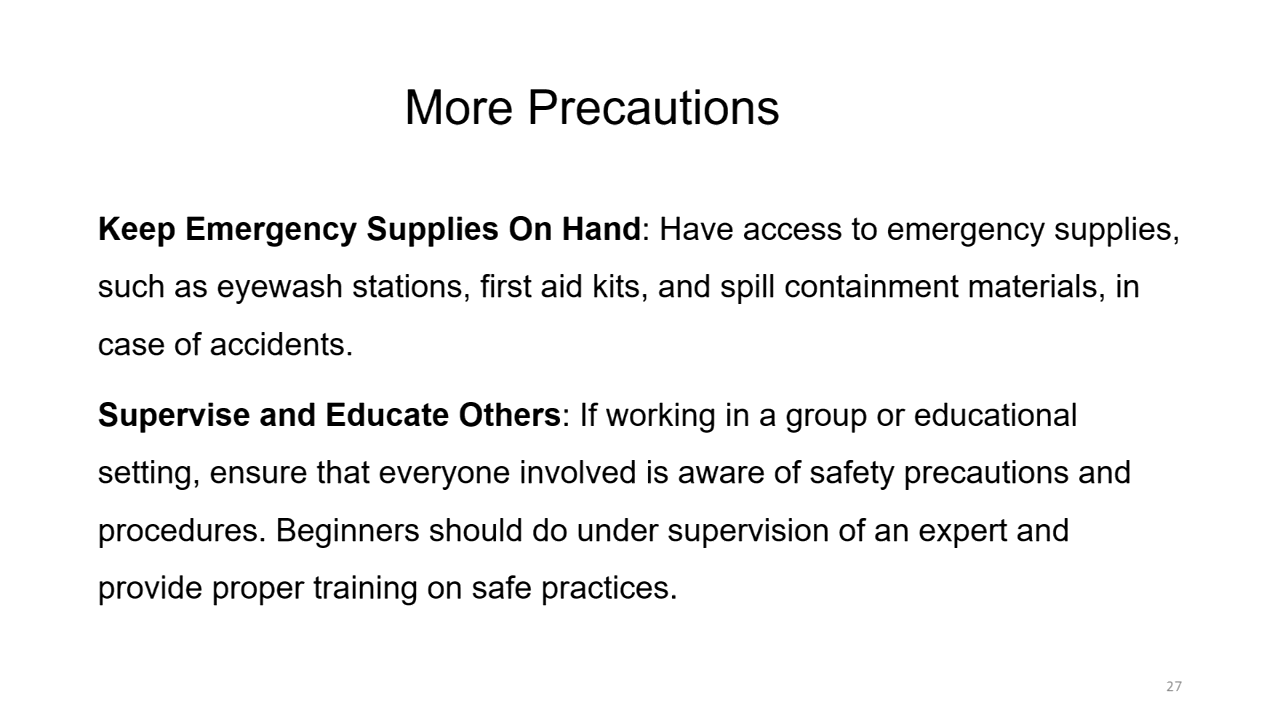 More Precautions
Keep Emergency Supplies On Hand: Have access to emergency supplies,
such as eyewash stations, first aid kits, and spill containment materials, in
case of accidents.
Supervise and Educate Others: If working in a group or educational
setting, ensure that everyone involved is aware of safety precautions and
procedures. Beginners should do under supervision of an expert and
provide proper training on safe practices.
27